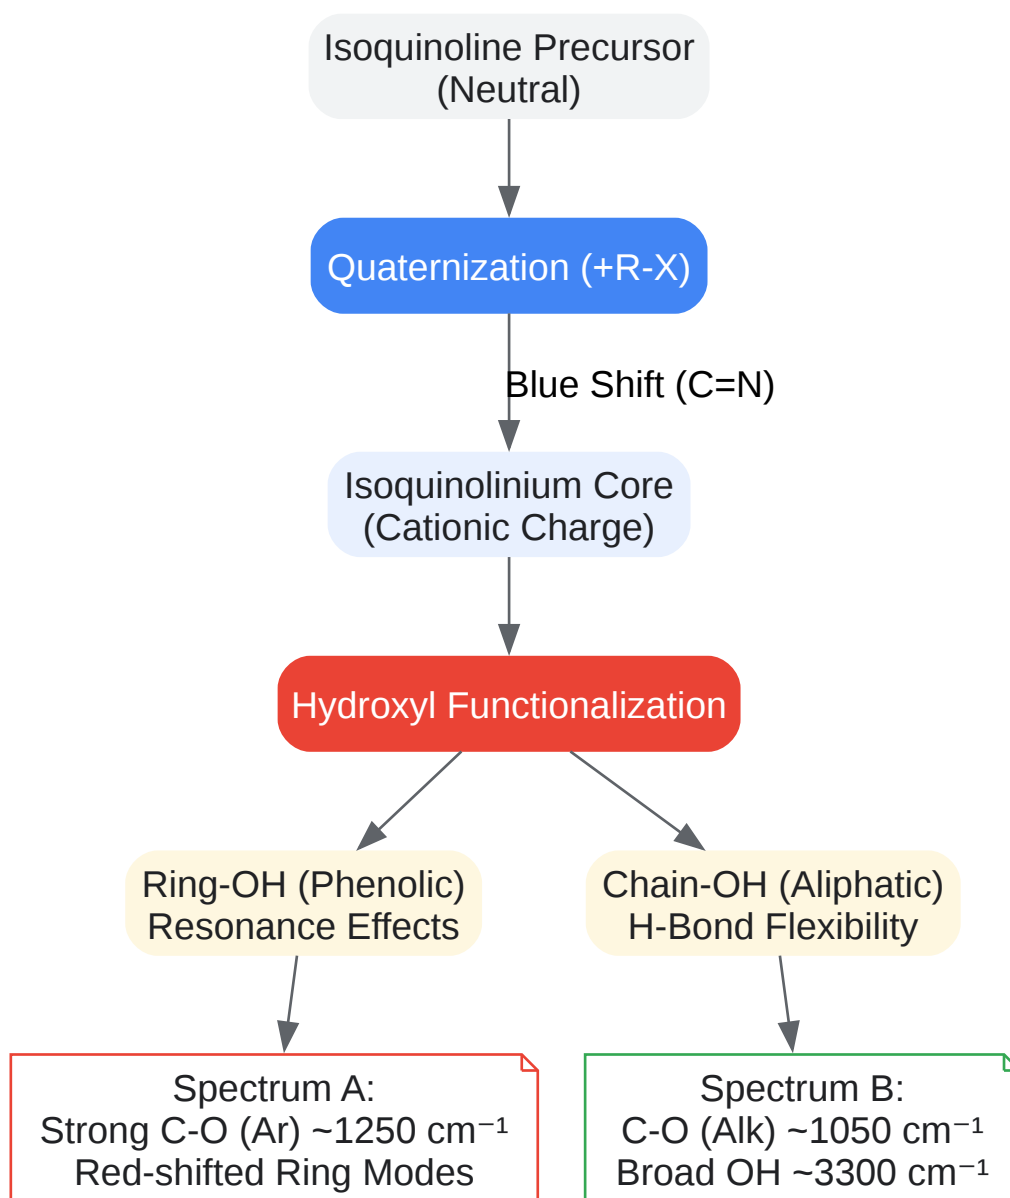 Isoquinoline Precursor
(Neutral)
Quaternization (+R-X)
Blue Shift (C=N)
Isoquinolinium Core
(Cationic Charge)
Hydroxyl Functionalization
Ring-OH (Phenolic)
Resonance Effects
Chain-OH (Aliphatic)
H-Bond Flexibility
Spectrum A:
Strong C-O (Ar) ~1250 cm⁻¹
Red-shifted Ring Modes
Spectrum B:
C-O (Alk) ~1050 cm⁻¹
Broad OH ~3300 cm⁻¹